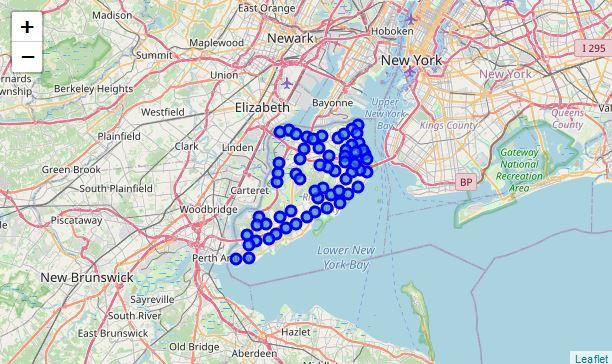 East Orange
Madison
Hoboken
Newark
I 295
Maplewood
Summit
New York
New York
Union
Berkeley Heights
Elizabeth
Bayonne
Upper
New York
Bay
Westfield
Kings County
Queens
County
Plainfield
Clark
Linden
Gateway
National
Recreation
Area
Green Brook
South Plainfield
Carteret
BP
Woodbridge
Piscataway
Lower New
York Bay
Perth Am
New Brunswick
Sayreville
South River
East Brunswick
Hazlet
Old Bridge
Aberdeen
Leaflet
+
−